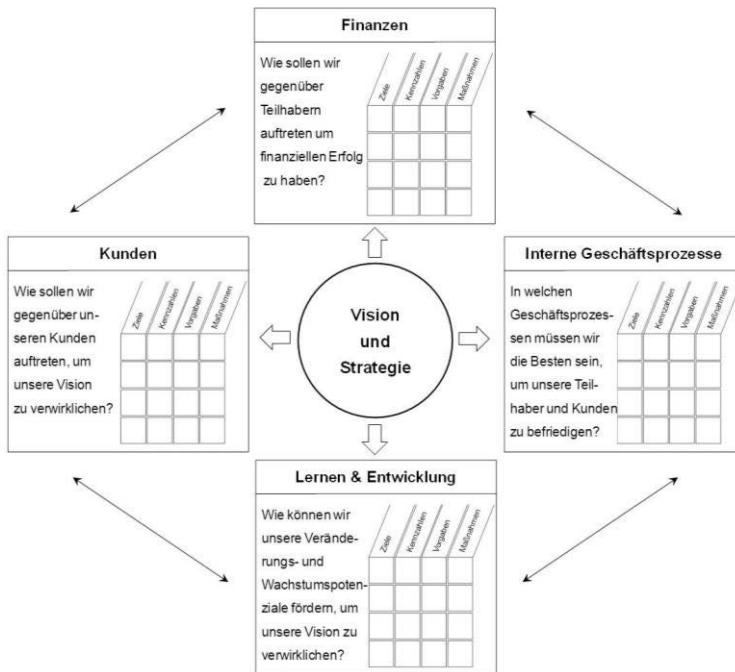 Finanzen
Wie sollen wir
gegenüber
Teilhabern
auftreten um
finanziellen Erfolg
zu haben?
Ziele
Kennzahlen
Vorgaben
Maßnahmen
Kunden
Wie sollen wir
gegenüber un-
seren Kunden
auftreten, um
unsere Vision
zu verwirklichen?
Ziele
Kennzahlen
Vorgaben
Maßnahmen
Vision
und
Strategie
Interne Geschäftsprozesse
In welchen
Geschäftsprozes-
sen müssen wir
die Besten sein,
um unsere Teil-
haber und Kunden
zu befriedigen?
Ziele
Kennzahlen
Vorgaben
Maßnahmen
Lernen & Entwicklung
Wie können wir
unsere Verände-
rungs- und
Wachstumspoten-
ziale fördern, um
unsere Vision zu
verwirklichen?
Ziele
Kennzahlen
Vorgaben
Maßnahmen